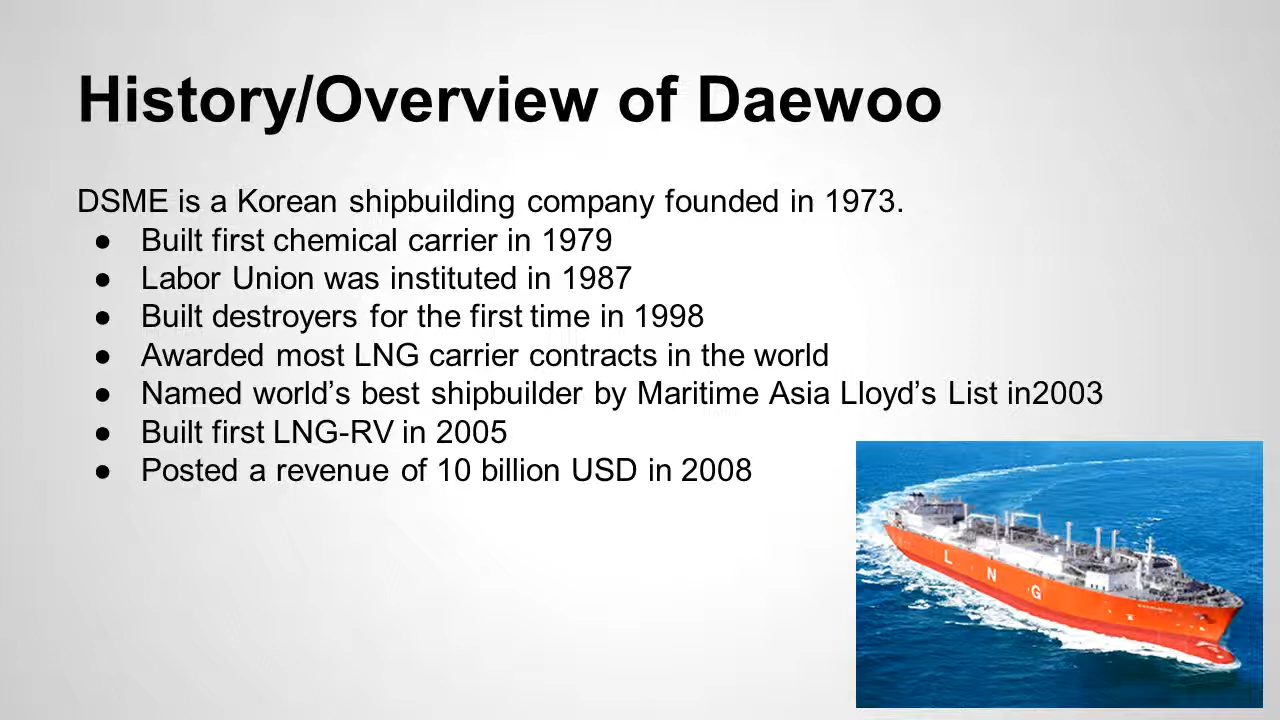 History/Overview of Daewoo
DSME is a Korean shipbuilding company founded in 1973.
● Built first chemical carrier in 1979
● Labor Union was instituted in 1987
● Built destroyers for the first time in 1998
● Awarded most LNG carrier contracts in the world
● Named world’s best shipbuilder by Maritime Asia Lloyd’s List in2003
● Built first LNG-RV in 2005
● Posted a revenue of 10 billion USD in 2008
L N G